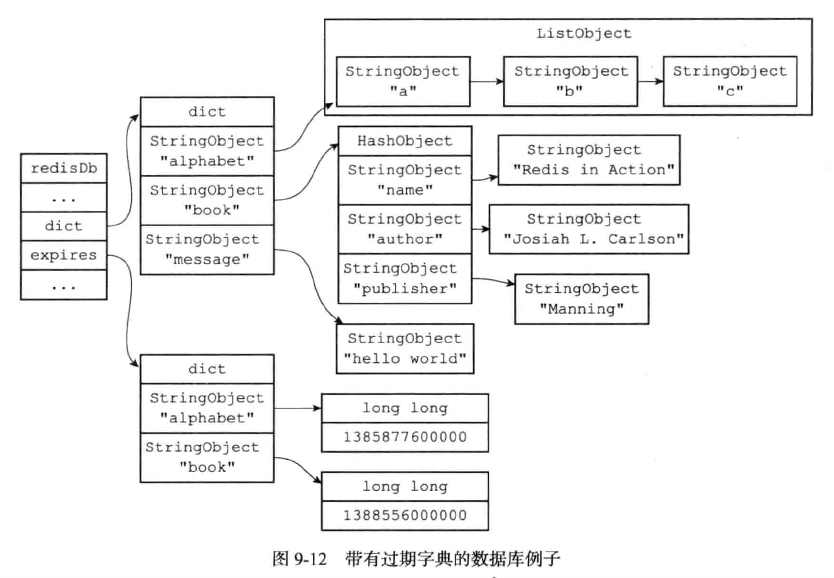 ListObject
StringObject
"a"
StringObject
"b"
StringObject
"c"
dict
StringObject
"alphabet"
StringObject
"book"
StringObject
"message"
HashObject
StringObject
"name"
StringObject
"author"
StringObject
"publisher"
StringObject
"Redis in Action"
StringObject
"Josiah L. Carlson"
StringObject
"Manning"
StringObject
"hello world"
redisDb
...
dict
expires
...
dict
StringObject
"alphabet"
StringObject
"book"
long long
1385877600000
long long
1388556000000
图 9-12 带有过期字典的数据库例子